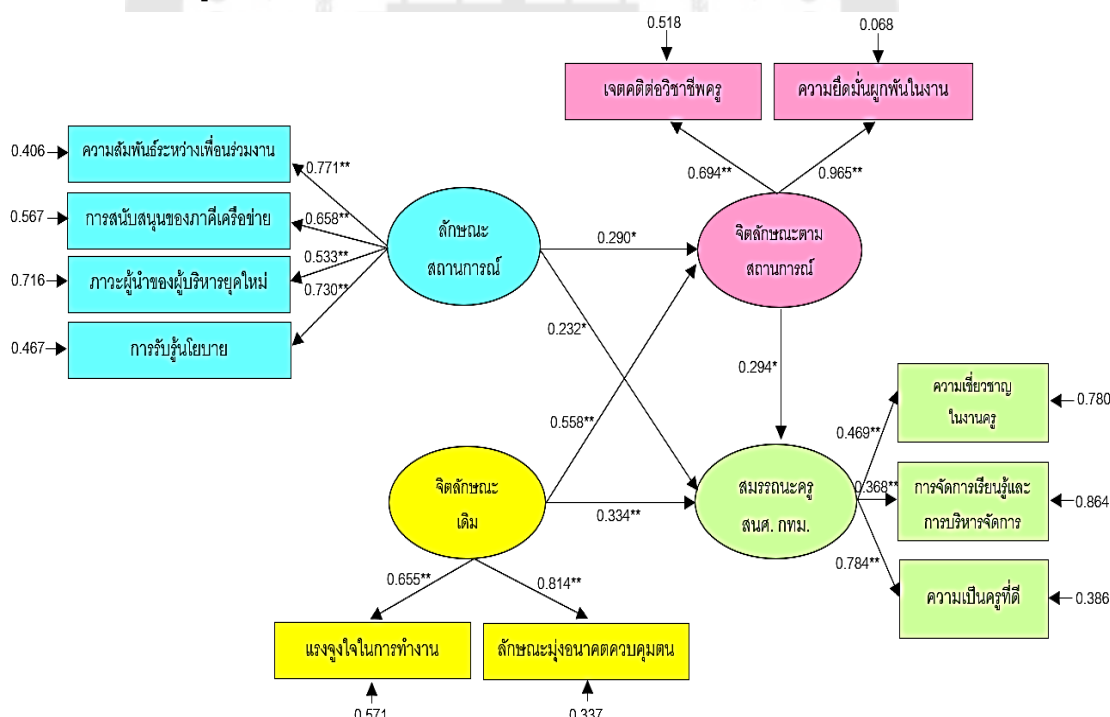 0.518
0.068
เจตคติต่อวิชาชีพครู
ความยึดมั่นผูกพันในงาน
0.406
ความสัมพันธ์ระหว่างเพื่อนร่วมงาน
0.771**
0.694**
0.965**
0.567
การสนับสนุนของภาคีเครือข่าย
0.658**
ลักษณะ
สถานการณ์
0.290*
จิตลักษณะตาม
สถานการณ์
0.716
ภาวะผู้นำของผู้บริหารยุคใหม่
0.533**
0.730**
0.467
การรับรู้นโยบาย
0.232*
0.294*
0.558**
ความเชี่ยวชาญ
ในงานครู
0.780
0.469**
จิตลักษณะ
เดิม
0.334**
สมรรถนะครู
สนศ. กทม.
0.368**
การจัดการเรียนรู้และ
การบริหารจัดการ
0.864
0.784**
ความเป็นครูที่ดี
0.386
0.655**
0.814**
แรงจูงใจในการทำงาน
ลักษณะมุ่งอนาคตควบคุมตน
0.571
0.337